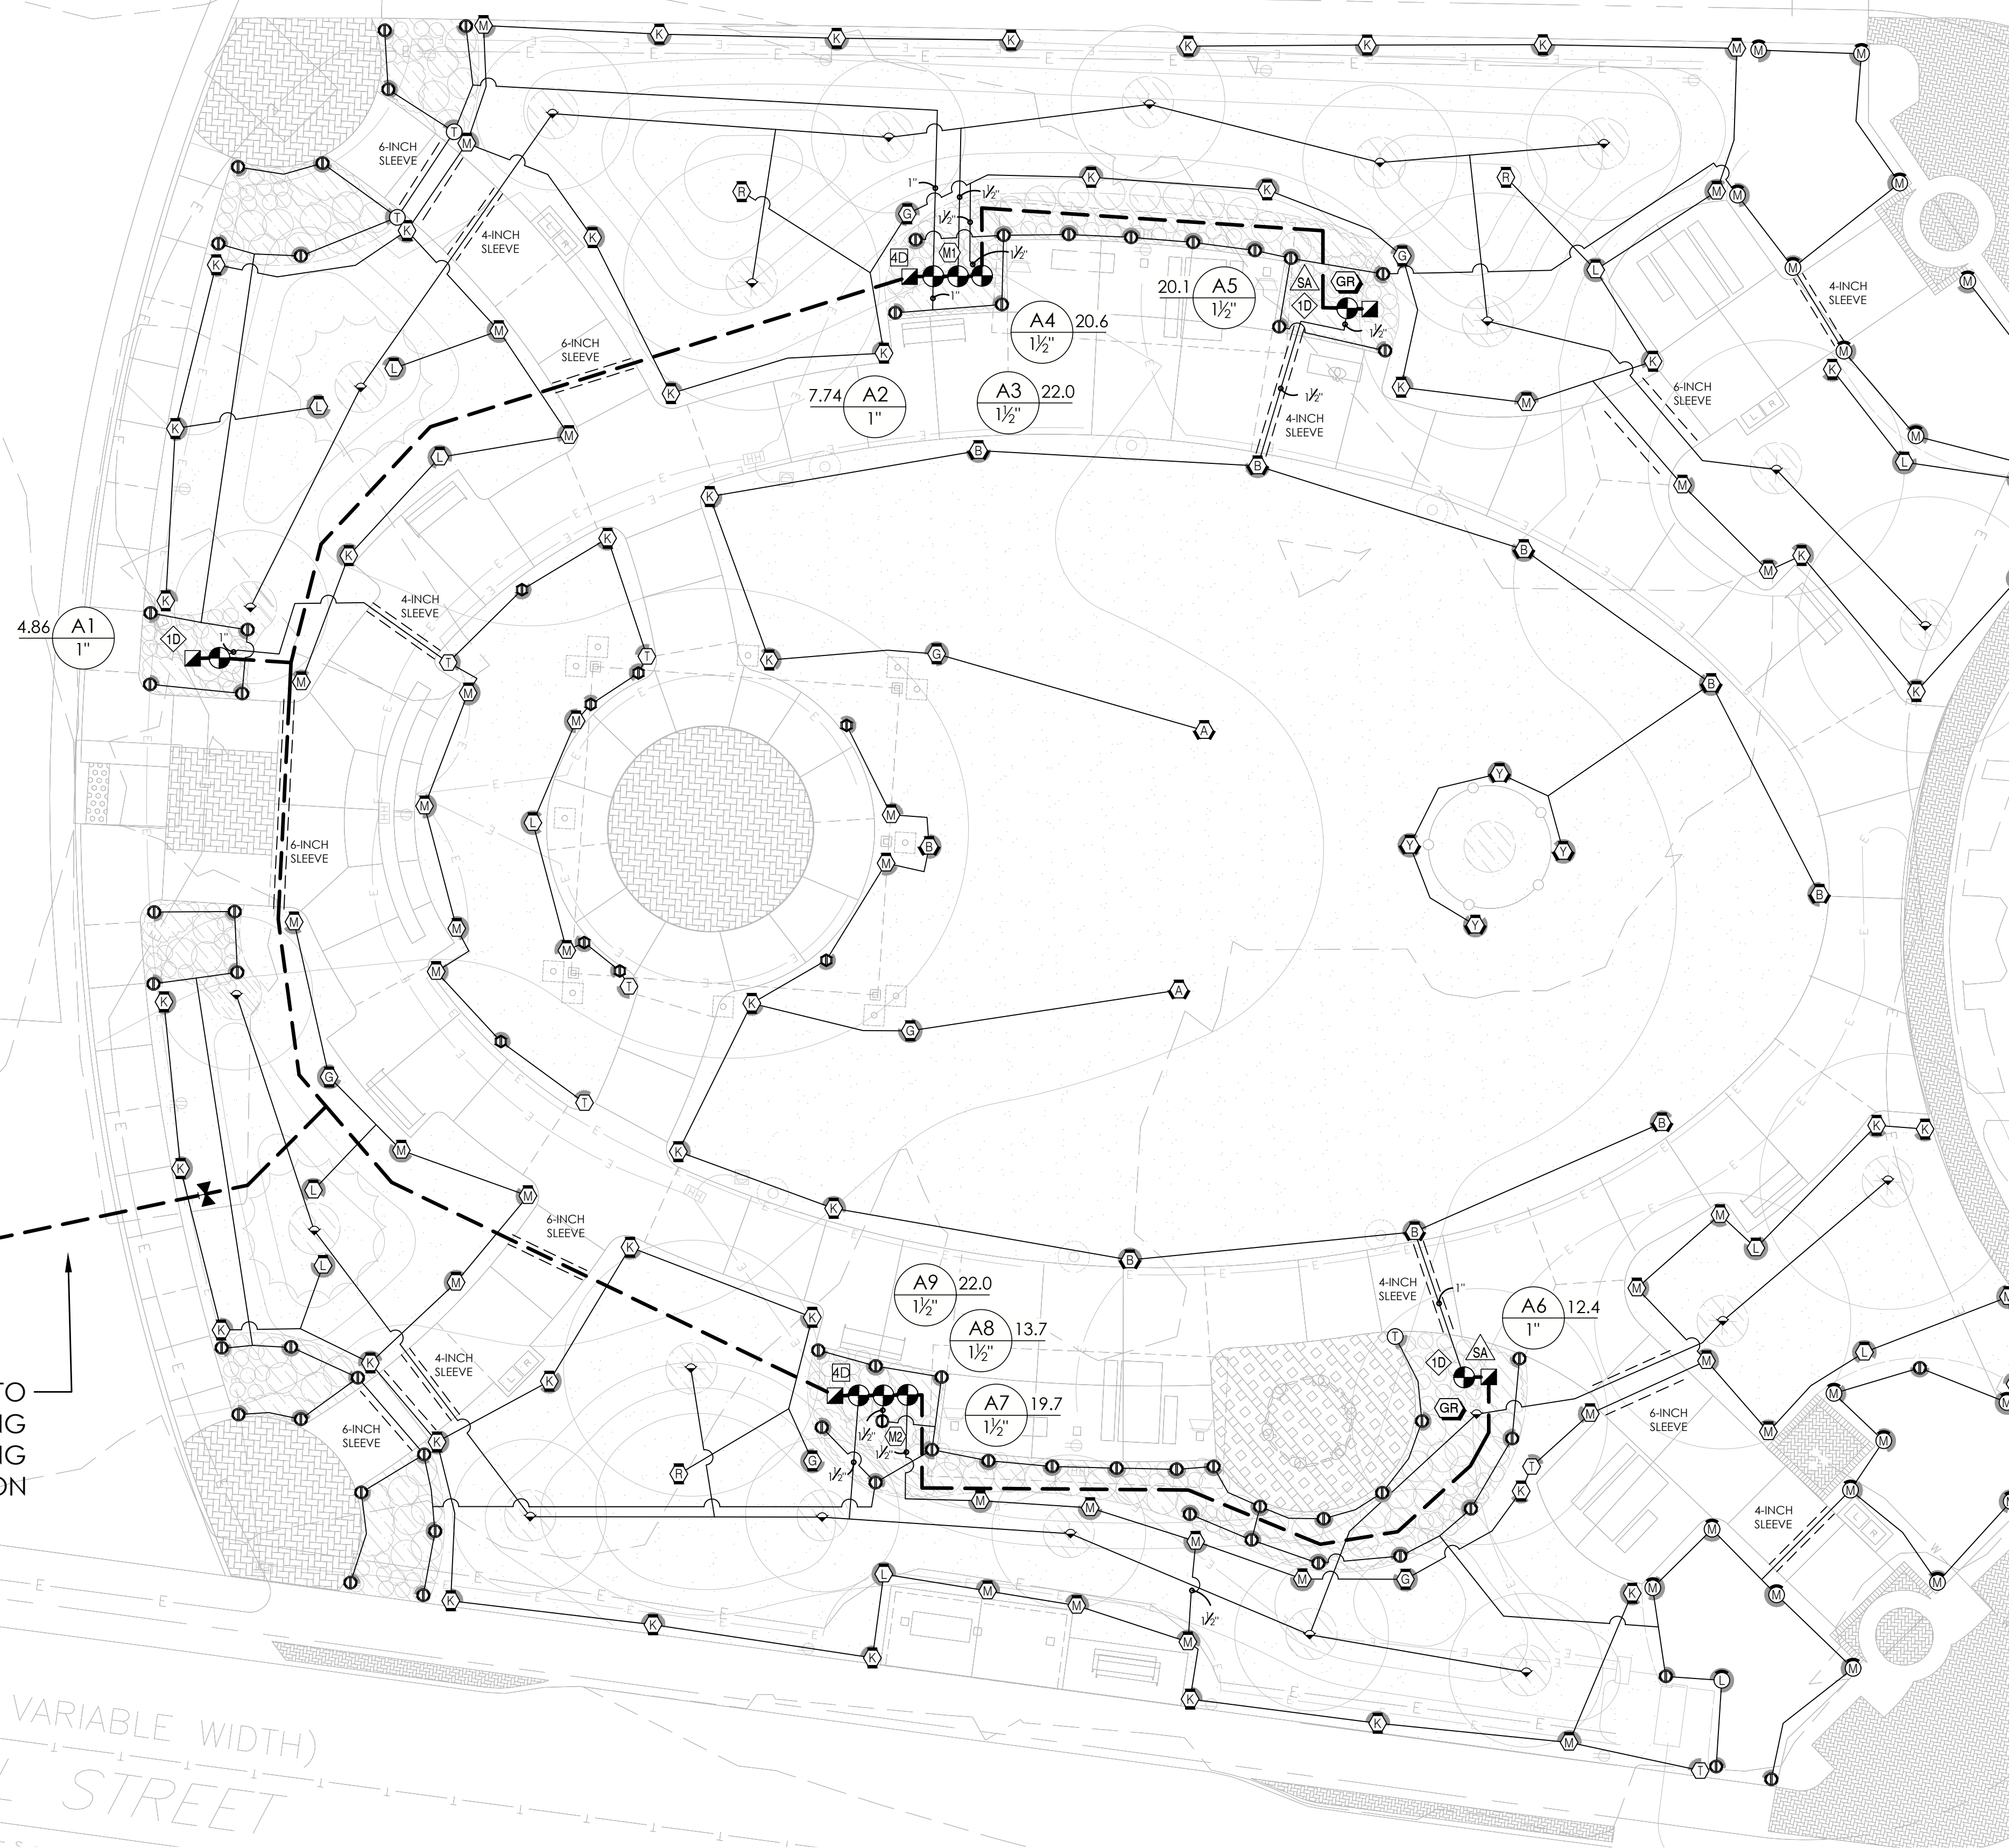 M
K
K
K
K
K
K
M
M
M
T
M
6-INCH
SLEEVE
R
K
K
R
M
M
M
T
K
G
1"
1½"
1½"
1½"
4-INCH
SLEEVE
L R
K
K
4D
M1
G
SA
GR
1D
L
M
M
4-INCH
SLEEVE
20.1
A5
1½"
1"
A4
1½"
20.6
1½"
M
L
6-INCH
SLEEVE
K
K
K
M
K
M
K
L
R
6-INCH
SLEEVE
7.74
A2
1"
A3
1½"
22.0
1½"
4-INCH
SLEEVE
K
L
L
M
B
B
M
L
M
K
K
K
B
M
K
K
4-INCH
SLEEVE
4.86
A1
1"
1D
1"
M
T
M
T
K
G
B
K
A
M
M
L
M
B
M
Y
Y
Y
Y
B
6-INCH
SLEEVE
M
M
M
M
T
A
K
K
G
G
T
B
K
K
M
L
K
K
M
6-INCH
SLEEVE
K
K
B
B
M
L
L
M
K
K
A9
1½"
22.0
4-INCH
SLEEVE
1"
A6
1"
12.4
M
K
K
A8
1½"
13.7
T
1D
SA
M
L
M
4-INCH
SLEEVE
L R
K
4D
A7
1½"
19.7
GR
M
6-INCH
SLEEVE
M
M
TO
NG
NG
ON
6-INCH
SLEEVE
K
R
G
1½"
M2
1½"
1½"
T
K
M
M
M
M
4-INCH
SLEEVE
L R
M
M
G
K
L
M
M
1½"
K
M
M
M
K
K
K
M
K
K
M
L
M
T
VARIABLE WIDTH)
STREET